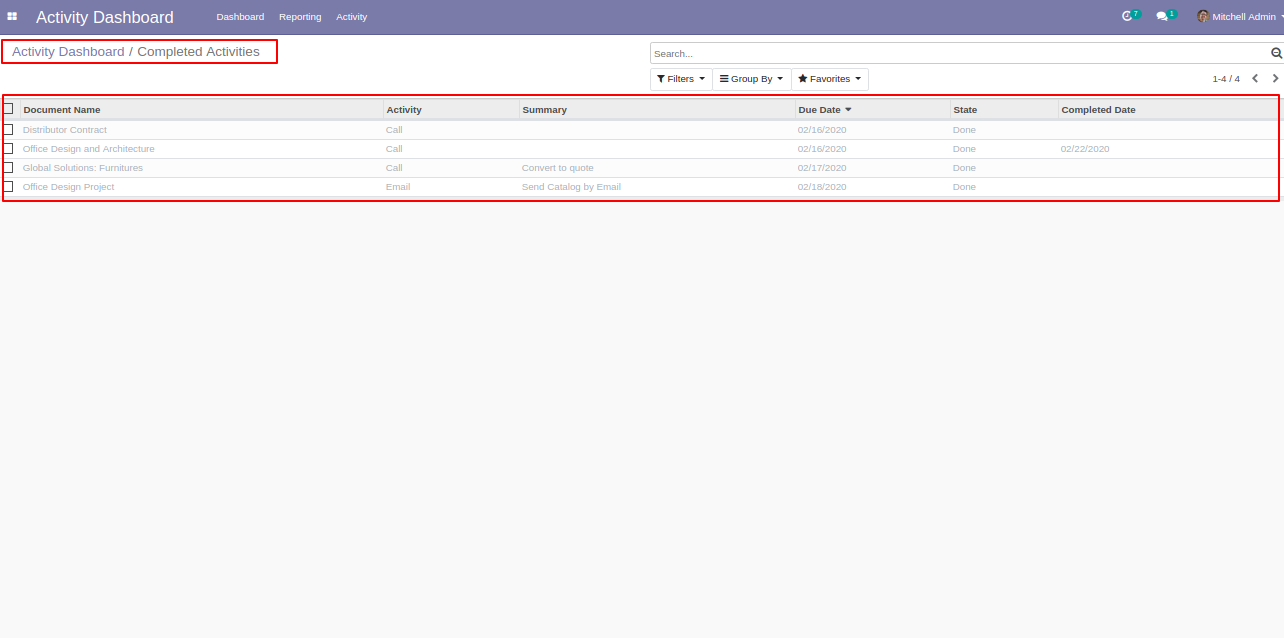 Activity Dashboard Dashboard Reporting Activity 7 1 Mitchell Admin
Activity Dashboard / Completed Activities
Search...
Filters Group By Favorites 1-4 / 4
Document Name Activity Summary Due Date State Completed Date
Distributor Contract Call 02/16/2020 Done
Office Design and Architecture Call 02/16/2020 Done 02/22/2020
Global Solutions: Furnitures Call Convert to quote 02/17/2020 Done
Office Design Project Email Send Catalog by Email 02/18/2020 Done